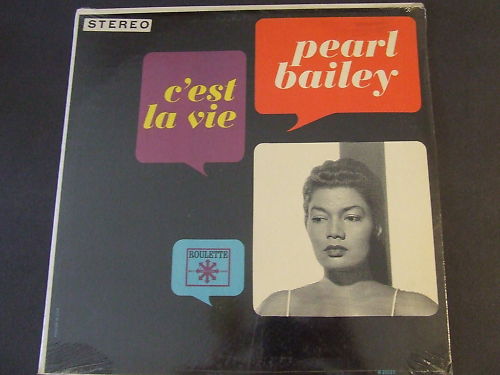 STEREO
pearl
bailey
c'est
la vie
ROULETTE